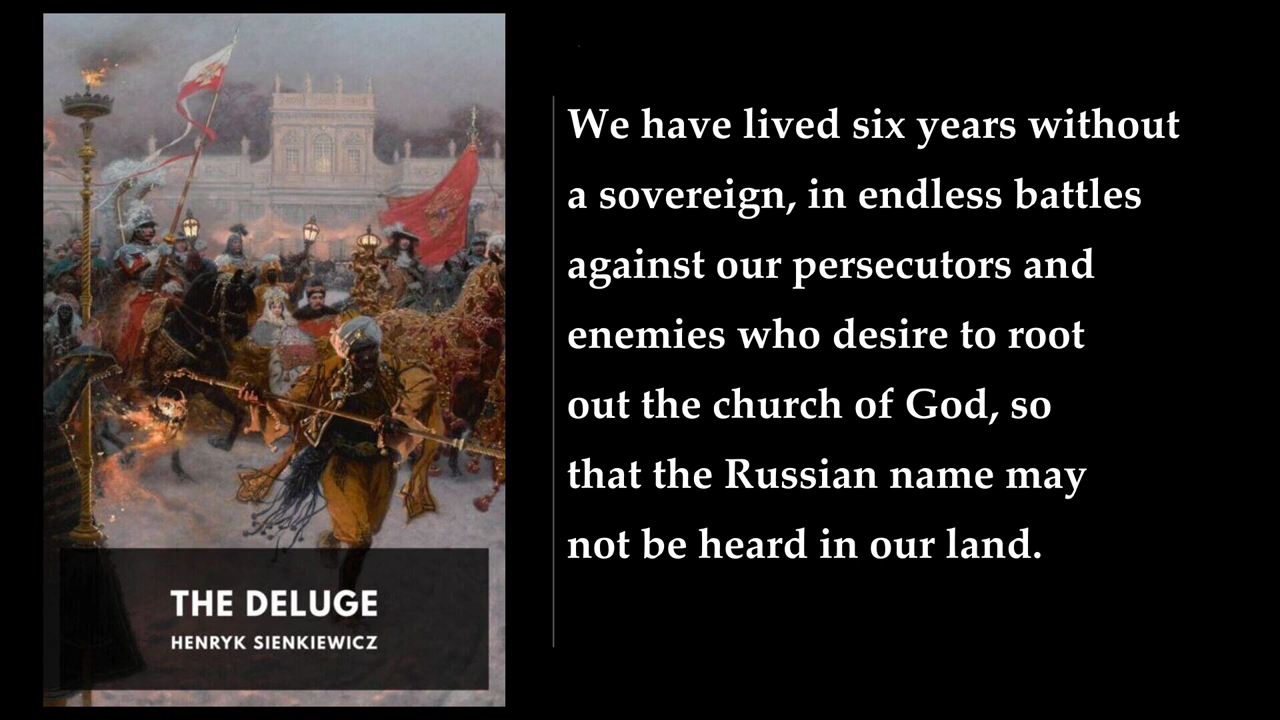 THE DELUGE
HENRYK SIENKIEWICZ
We have lived six years without
a sovereign, in endless battles
against our persecutors and
enemies who desire to root
out the church of God, so
that the Russian name may
not be heard in our land.